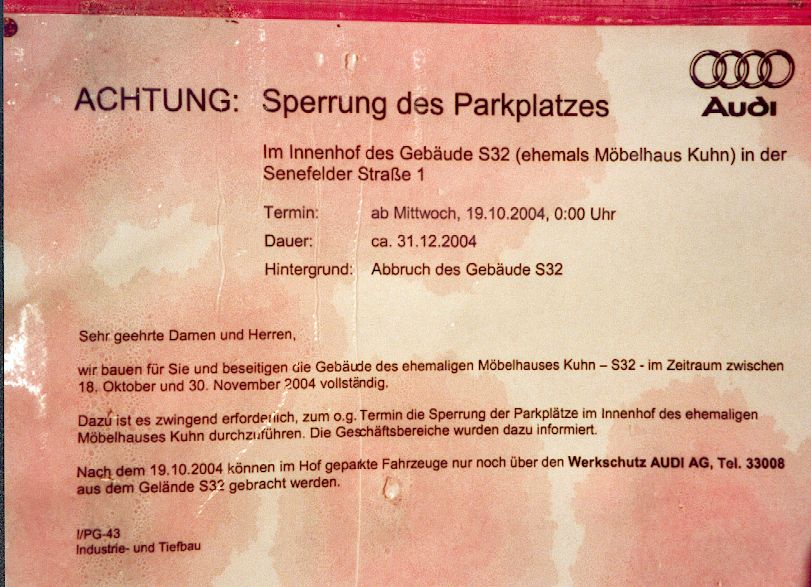 Audi
ACHTUNG: Sperrung des Parkplatzes
Im Innenhof des Gebäude S32 (ehemals Möbelhaus Kuhn) in der
Senefelder Straße 1
Termin: ab Mittwoch, 19.10.2004, 0:00 Uhr
Dauer: ca. 31.12.2004
Hintergrund: Abbruch des Gebäude S32
Sehr geehrte Damen und Herren,
wir bauen für Sie und beseitigen die Gebäude des ehemaligen Möbelhauses Kuhn – S32 - im Zeitraum zwischen
18. Oktober und 30. November 2004 vollständig.
Dazu ist es zwingend erforderlich, zum o.g. Termin die Sperrung der Parkplätze im Innenhof des ehemaligen
Möbelhauses Kuhn durchzuführen. Die Geschäftsbereiche wurden dazu informiert.
Nach dem 19.10.2004 können im Hof geparkte Fahrzeuge nur noch über den Werkschutz AUDI AG, Tel. 33008
aus dem Gelände S32 gebracht werden.
I/PG-43
Industrie- und Tiefbau